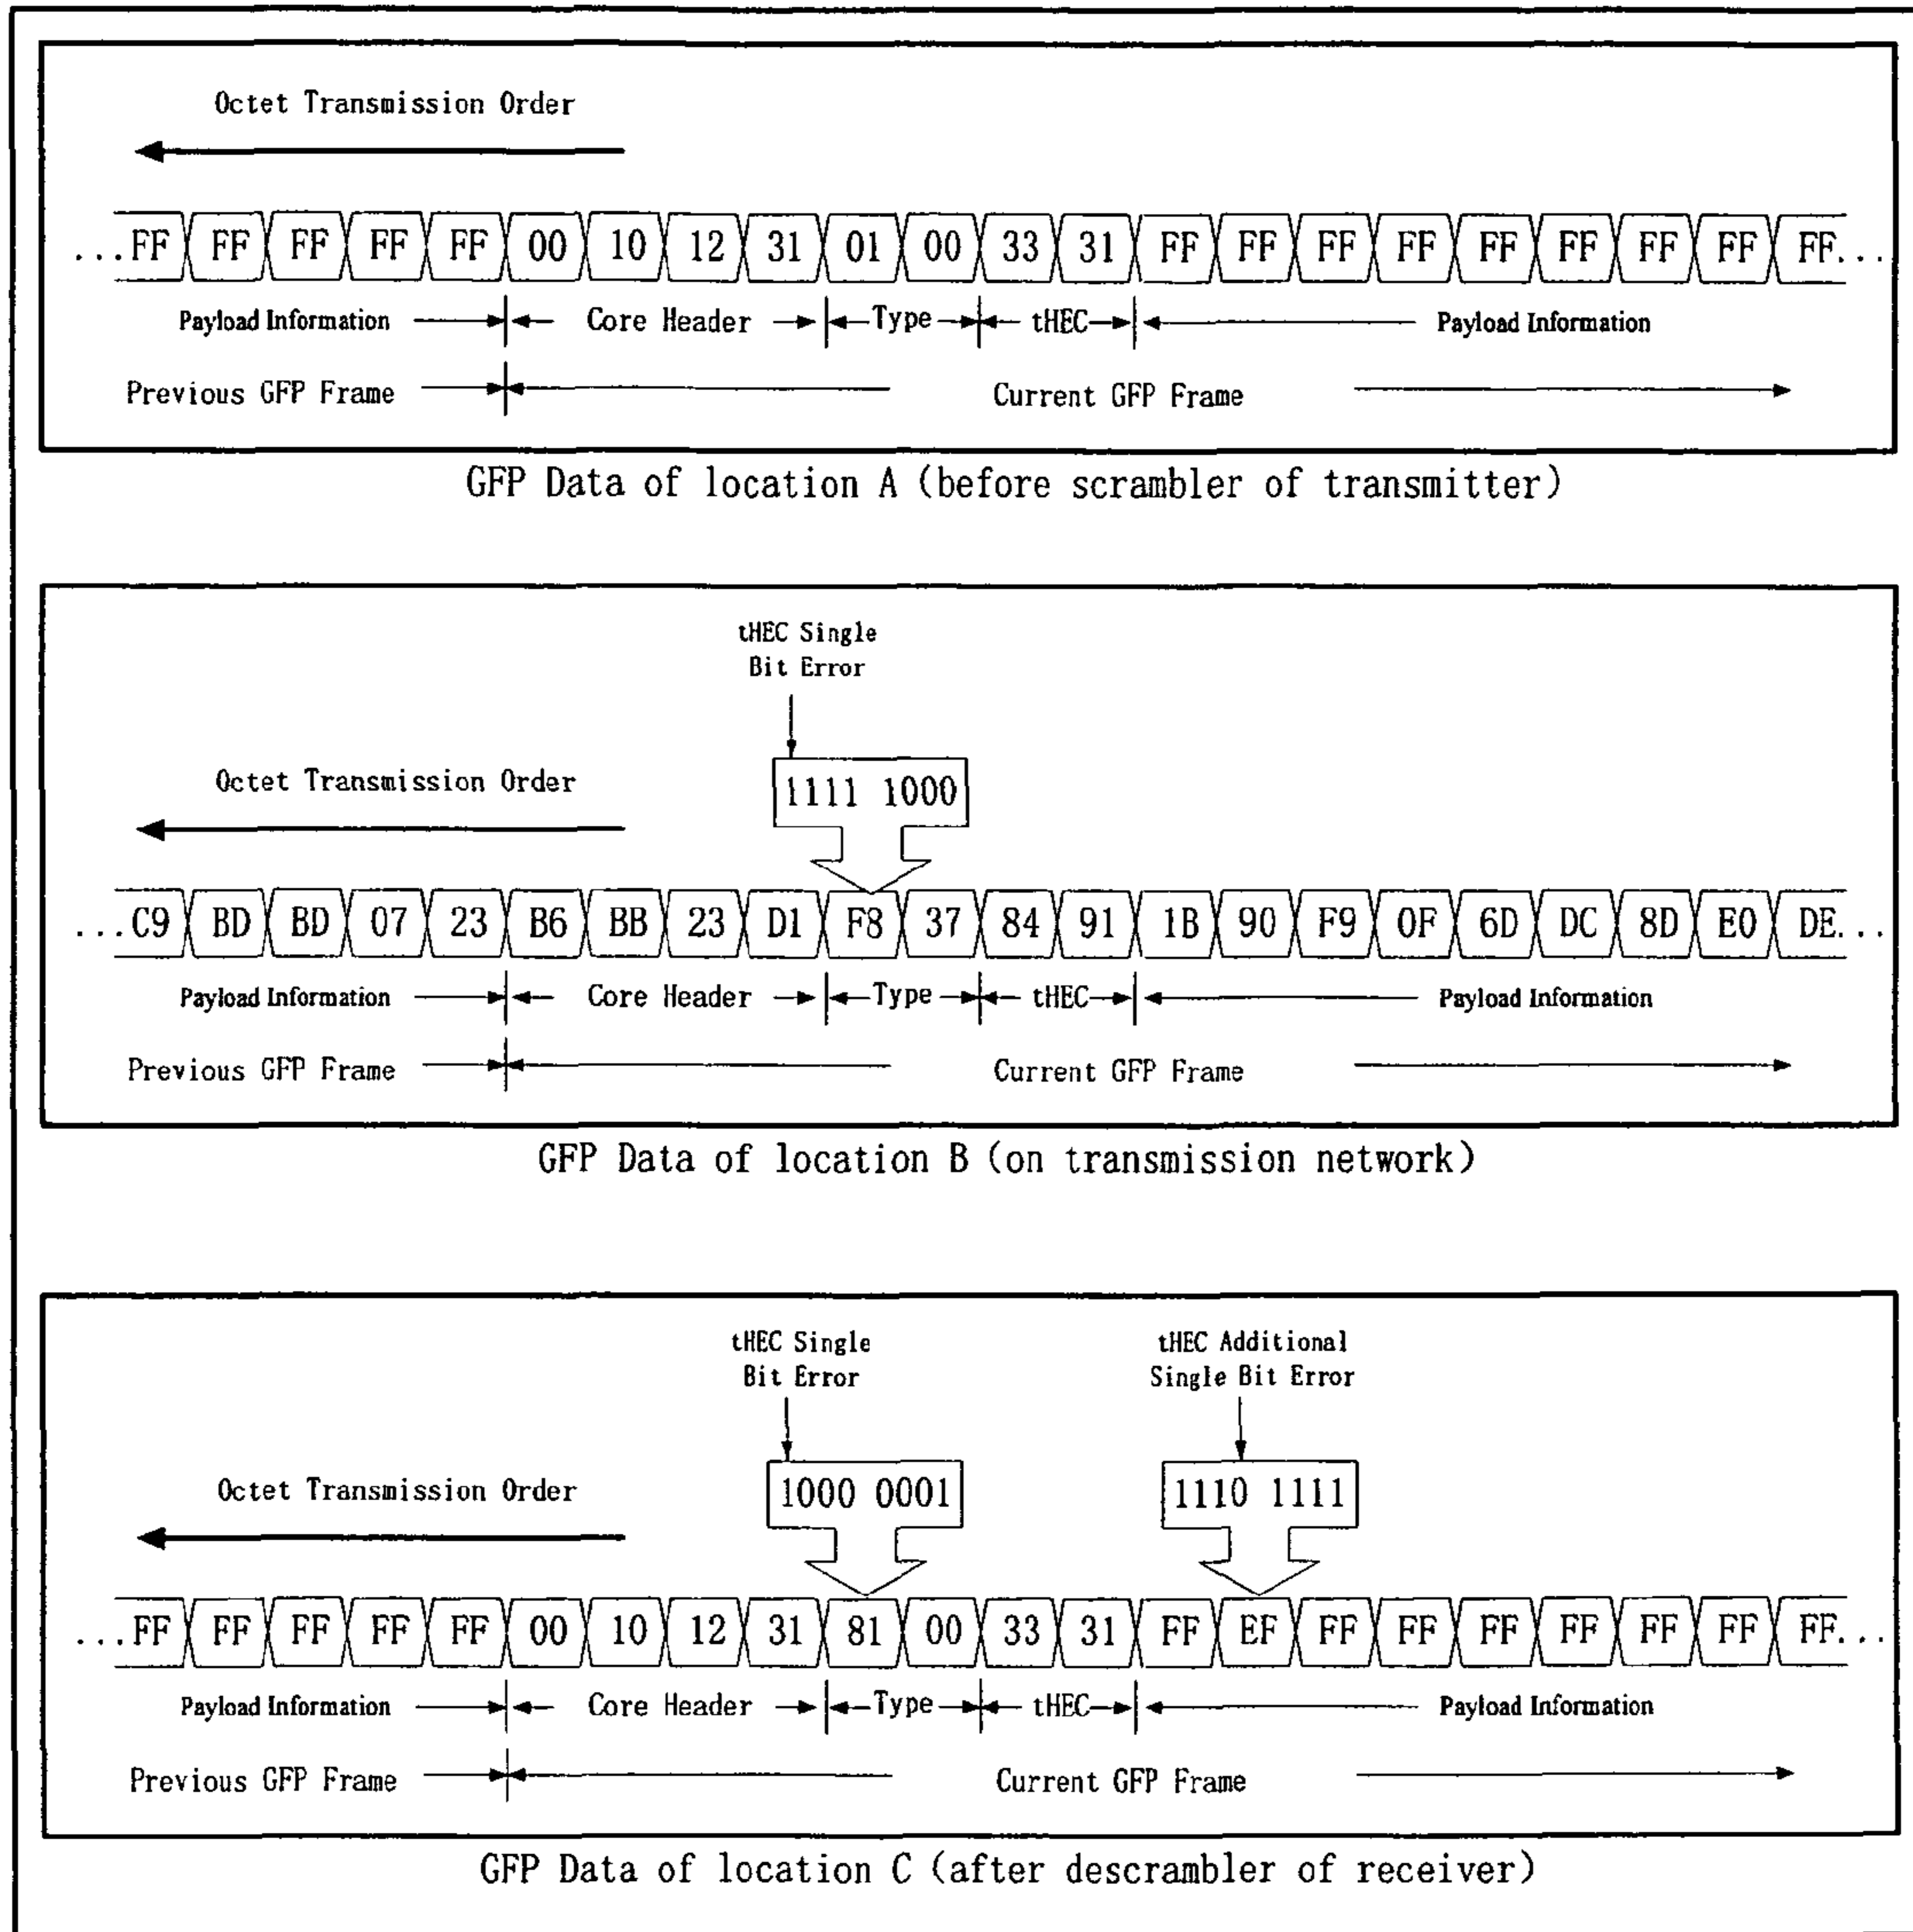 Octet Transmission Order
...FF FF FF FF FF 00 10 12 31 01 00 33 31 FF FF FF FF FF FF FF FF FF...
Payload Information Core Header Type tHEC Payload Information
Previous GFP Frame Current GFP Frame
GFP Data of location A (before scrambler of transmitter)
tHEC Single
Bit Error
Octet Transmission Order
1111 1000
...C9 BD BD 07 23 B6 BB 23 D1 F8 37 84 91 1B 90 F9 0F 6D DC 8D E0 DE...
Payload Information Core Header Type tHEC Payload Information
Previous GFP Frame Current GFP Frame
GFP Data of location B (on transmission network)
tHEC Single
Bit Error
tHEC Additional
Single Bit Error
Octet Transmission Order
1000 0001
1110 1111
...FF FF FF FF FF 00 10 12 31 81 00 33 31 FF EF FF FF FF FF FF FF FF...
Payload Information Core Header Type tHEC Payload Information
Previous GFP Frame Current GFP Frame
GFP Data of location C (after descrambler of receiver)